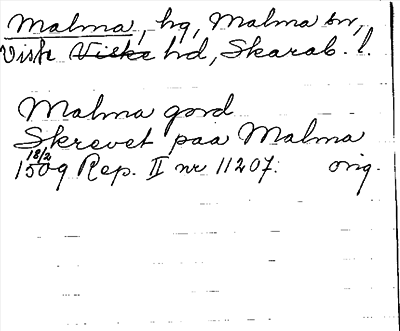 Malma, hg, Malma sn,
Visk Viske hd, Skarab. l.
Malma gord
Skrevet paa Malma
18/2
1509 Rep. II nr 11207. orig.